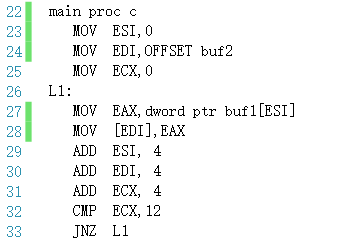 22 main proc c
23 MOV ESI,0
24 MOV EDI,OFFSET buf2
25 MOV ECX,0
26 L1:
27 MOV EAX,dword ptr buf1[ESI]
28 MOV [EDI],EAX
29 ADD ESI, 4
30 ADD EDI, 4
31 ADD ECX, 4
32 CMP ECX,12
33 JNZ L1